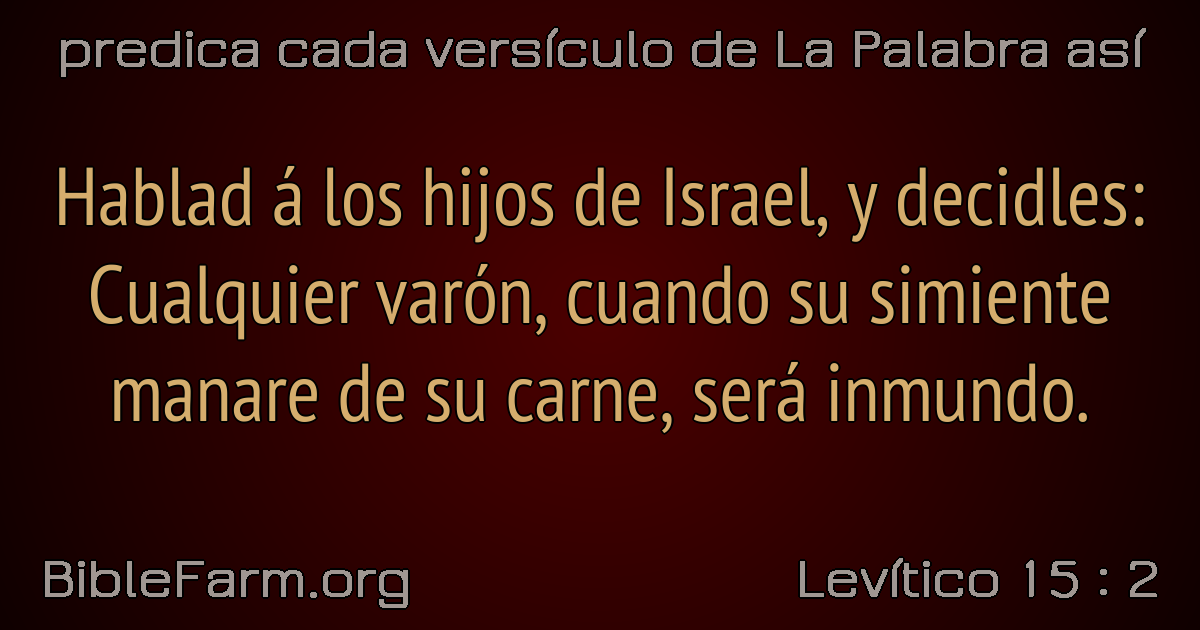 predica cada versículo de La Palabra así
Hablad á los hijos de Israel, y decidles:
Cualquier varón, cuando su simiente
manare de su carne, será inmundo.
BibleFarm.org
Levítico 15 : 2